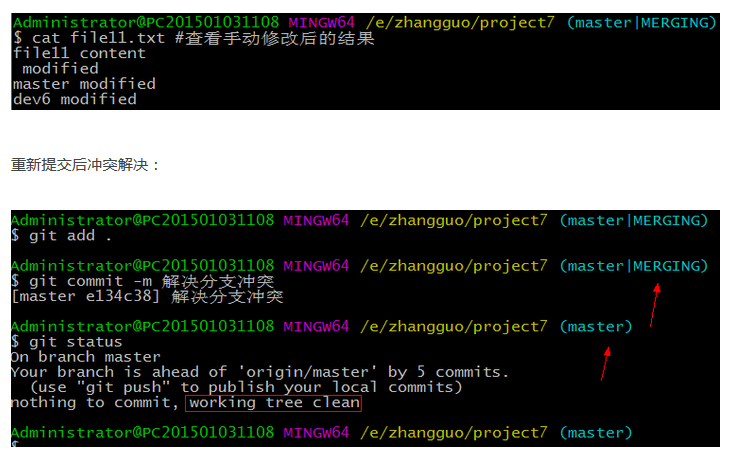 Administrator@PC201501031108 MINGW64 /e/zhangguo/project7 (master|MERGING)
$ cat file11.txt #查看手动修改后的结果
file11 content
 modified
master modified
dev6 modified
重新提交后冲突解决：
Administrator@PC201501031108 MINGW64 /e/zhangguo/project7 (master|MERGING)
$ git add .
Administrator@PC201501031108 MINGW64 /e/zhangguo/project7 (master|MERGING)
$ git commit -m 解决分支冲突
[master e134c38] 解决分支冲突
Administrator@PC201501031108 MINGW64 /e/zhangguo/project7 (master)
$ git status
On branch master
Your branch is ahead of 'origin/master' by 5 commits.
  (use "git push" to publish your local commits)
nothing to commit, working tree clean
Administrator@PC201501031108 MINGW64 /e/zhangguo/project7 (master)
$